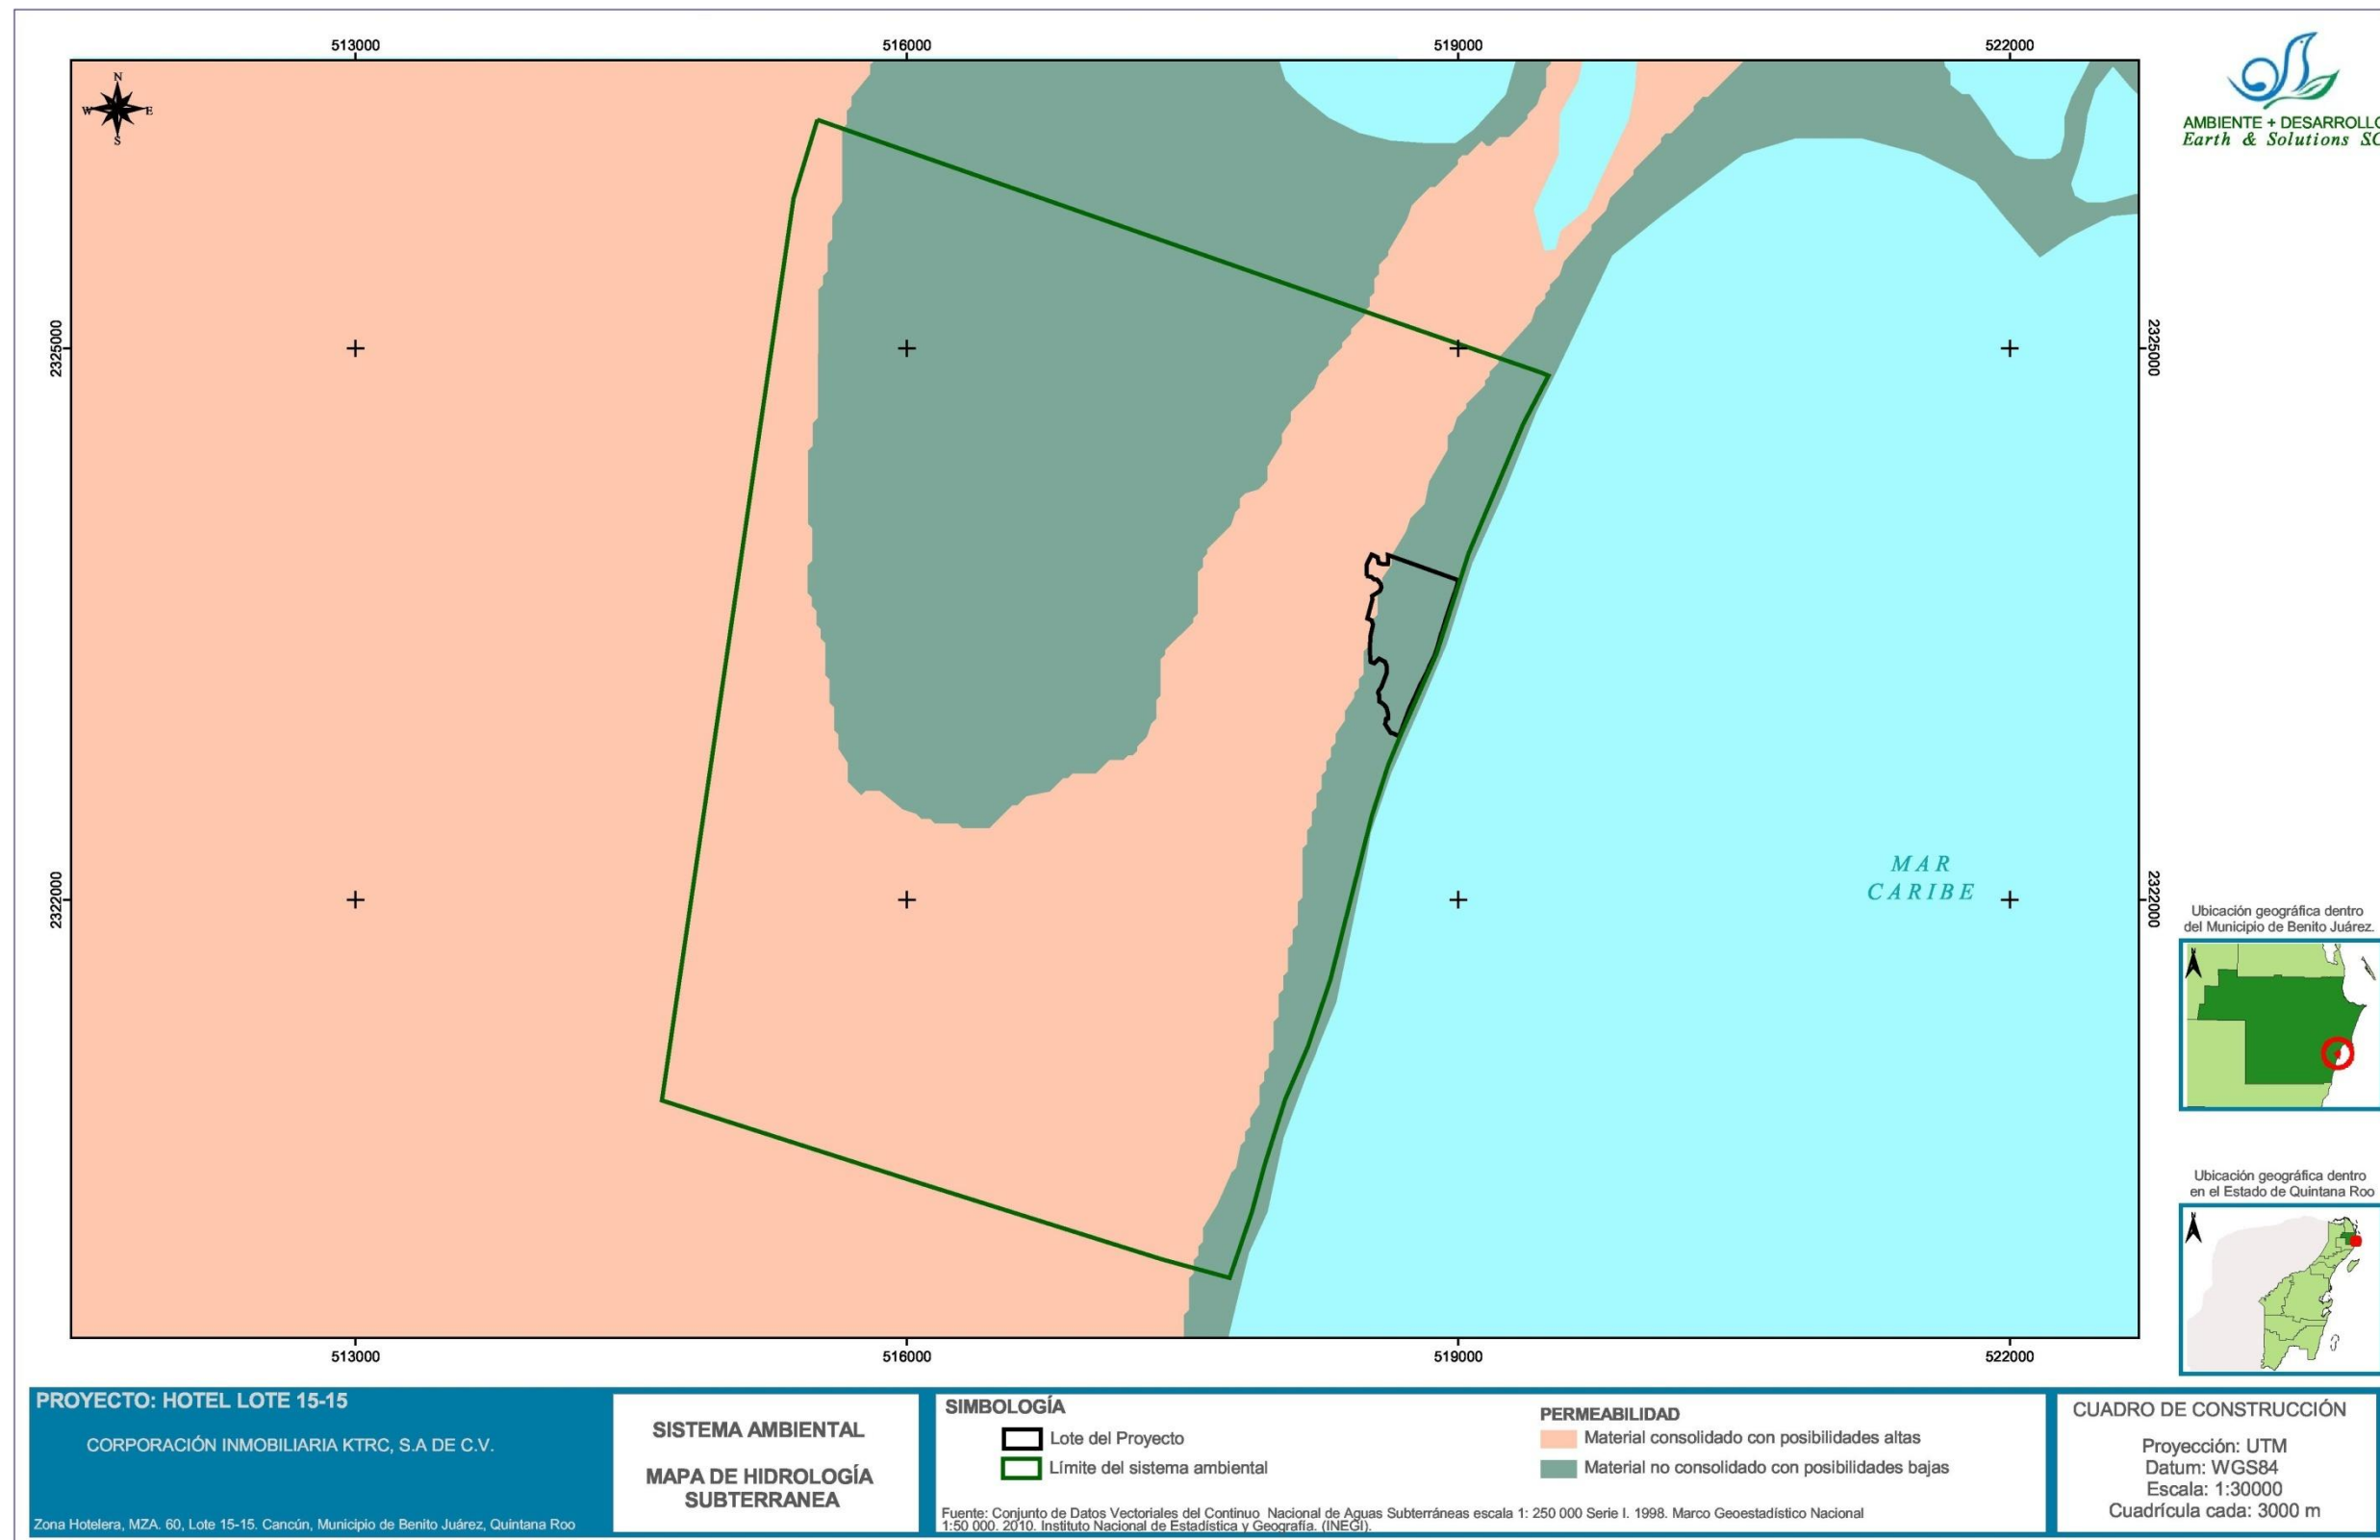 513000
516000
519000
522000
N
W
E
S
AMBIENTE + DESARROLLO
Earth & Solutions SC
2325000
2325000
MAR
CARIBE
2322000
2322000
Ubicación geográfica dentro
del Municipio de Benito Juárez.
N
Ubicación geográfica dentro
en el Estado de Quintana Roo
N
513000
516000
519000
522000
PROYECTO: HOTEL LOTE 15-15
CORPORACIÓN INMOBILIARIA KTRC, S.A DE C.V.
Zona Hotelera, MZA. 60, Lote 15-15. Cancún, Municipio de Benito Juárez, Quintana Roo
SISTEMA AMBIENTAL
MAPA DE HIDROLOGÍA
SUBTERRANEA
SIMBOLOGÍA
Lote del Proyecto
Límite del sistema ambiental
PERMEABILIDAD
Material consolidado con posibilidades altas
Material no consolidado con posibilidades bajas
Fuente: Conjunto de Datos Vectoriales del Continuo Nacional de Aguas Subterráneas escala 1: 250 000 Serie I. 1998. Marco Geoestadístico Nacional
1:50 000. 2010. Instituto Nacional de Estadística y Geografía. (INEGI).
CUADRO DE CONSTRUCCIÓN
Proyección: UTM
Datum: WGS84
Escala: 1:30000
Cuadrícula cada: 3000 m